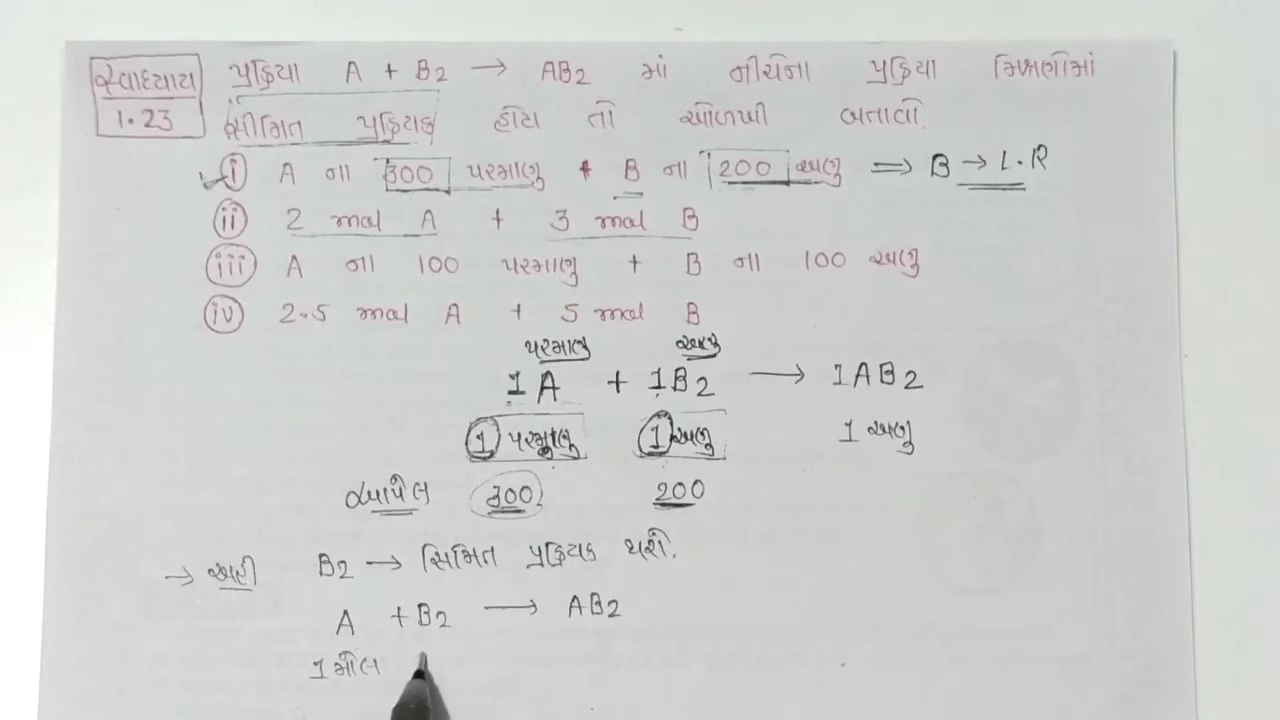 સ્વાધ્યાય 1.23
પ્રક્રિયા A + B2 → AB2 માં નીચેના પ્રક્રિયા મિશ્રણોમાં
સીમિત પ્રક્રિયક હોય તો ઓળખી બતાવો.
(i) A ના 300 પરમાણુ + B ના 200 અણુ ⇒ B → L.R
(ii) 2 mol A + 3 mol B
(iii) A ના 100 પરમાણુ + B ના 100 અણુ
(iv) 2.5 mol A + 5 mol B
પરમાણુ અણુ
1A + 1B2 → 1AB2
1 પરમાણુ 1 અણુ 1 અણુ
આપેલ 300 200
→ અહી B2 → સિમિત પ્રક્રિયક થશે.
A + B2 → AB2
1 મોલ